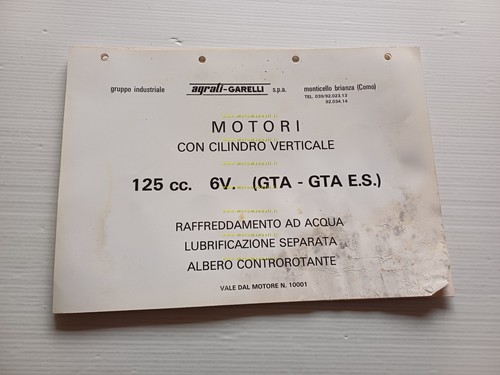 gruppo industriale agrati-GARELLI s.p.a. monticello brianza (Como)
TEL. 039/92.023.13
92.034.14
MOTORI
CON CILINDRO VERTICALE
125 cc. 6V. (GTA - GTA E.S.)
RAFFREDDAMENTO AD ACQUA
LUBRIFICAZIONE SEPARATA
ALBERO CONTROROTANTE
VALE DAL MOTORE N. 10001